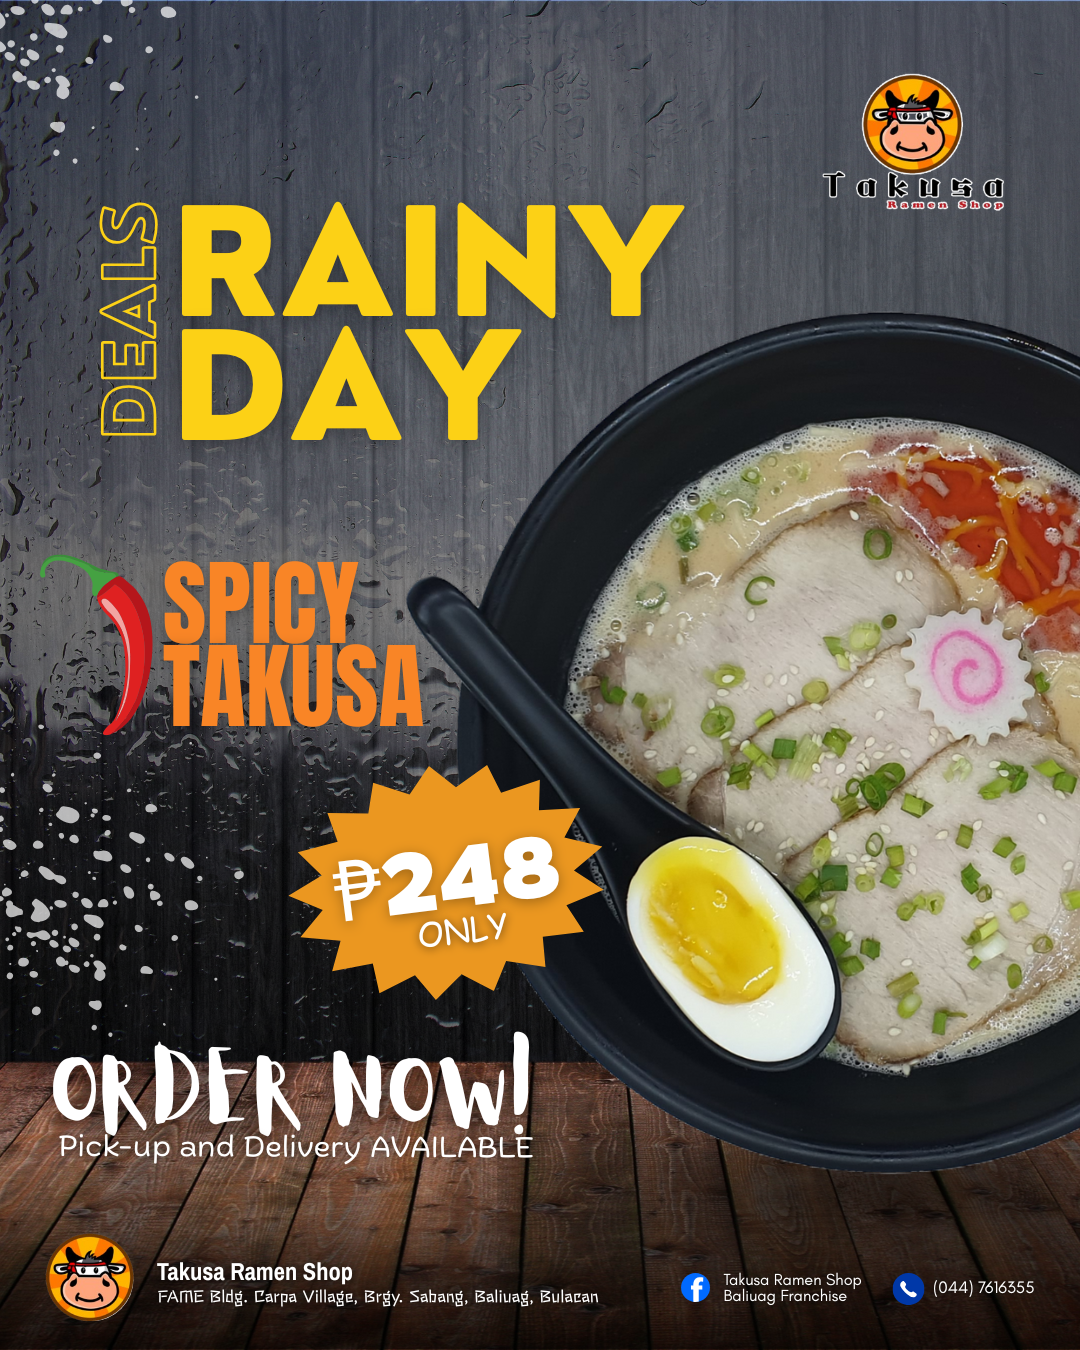 Takusa
Ramen Shop
DEALS
RAINY
DAY
SPICY
TAKUSA
₱248
ONLY
ORDER NOW!
Pick-up and Delivery AVAILABLE
Takusa Ramen Shop
FAME Bldg. Carpa Village, Brgy. Sabang, Baliuag, Bulacan
Takusa Ramen Shop
Baliuag Franchise
(044) 7616355